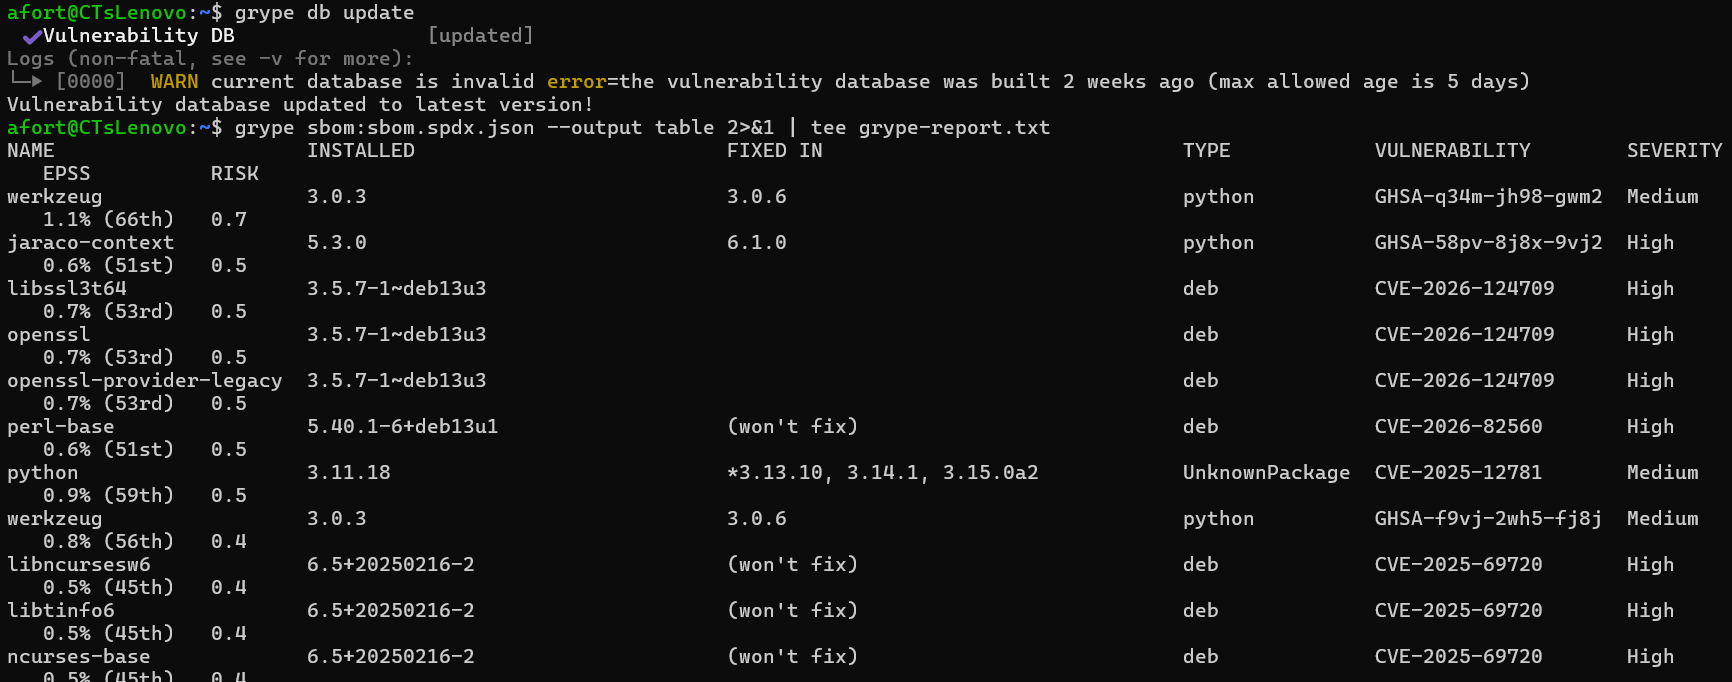 afort@CTsLenovo:~$ grype db update
✔Vulnerability DB [updated]
Logs (non-fatal, see -v for more):
└─▶ [0000] WARN current database is invalid error=the vulnerability database was built 2 weeks ago (max allowed age is 5 days)
Vulnerability database updated to latest version!
afort@CTsLenovo:~$ grype sbom:sbom.spdx.json --output table 2>&1 | tee grype-report.txt
NAME INSTALLED FIXED IN TYPE VULNERABILITY SEVERITY
EPSS RISK
werkzeug 3.0.3 3.0.6 python GHSA-q34m-jh98-gwm2 Medium
1.1% (66th) 0.7
jaraco-context 5.3.0 6.1.0 python GHSA-58pv-8j8x-9vj2 High
0.6% (51st) 0.5
libssl3t64 3.5.7-1~deb13u3 deb CVE-2026-124709 High
0.7% (53rd) 0.5
openssl 3.5.7-1~deb13u3 deb CVE-2026-124709 High
0.7% (53rd) 0.5
openssl-provider-legacy 3.5.7-1~deb13u3 deb CVE-2026-124709 High
0.7% (53rd) 0.5
perl-base 5.40.1-6+deb13u1 (won't fix) deb CVE-2026-82560 High
0.6% (51st) 0.5
python 3.11.18 *3.13.10, 3.14.1, 3.15.0a2 UnknownPackage CVE-2025-12781 Medium
0.9% (59th) 0.5
werkzeug 3.0.3 3.0.6 python GHSA-f9vj-2wh5-fj8j Medium
0.8% (56th) 0.4
libncursesw6 6.5+20250216-2 (won't fix) deb CVE-2025-69720 High
0.5% (45th) 0.4
libtinfo6 6.5+20250216-2 (won't fix) deb CVE-2025-69720 High
0.5% (45th) 0.4
ncurses-base 6.5+20250216-2 (won't fix) deb CVE-2025-69720 High
0.5% (45th) 0.4